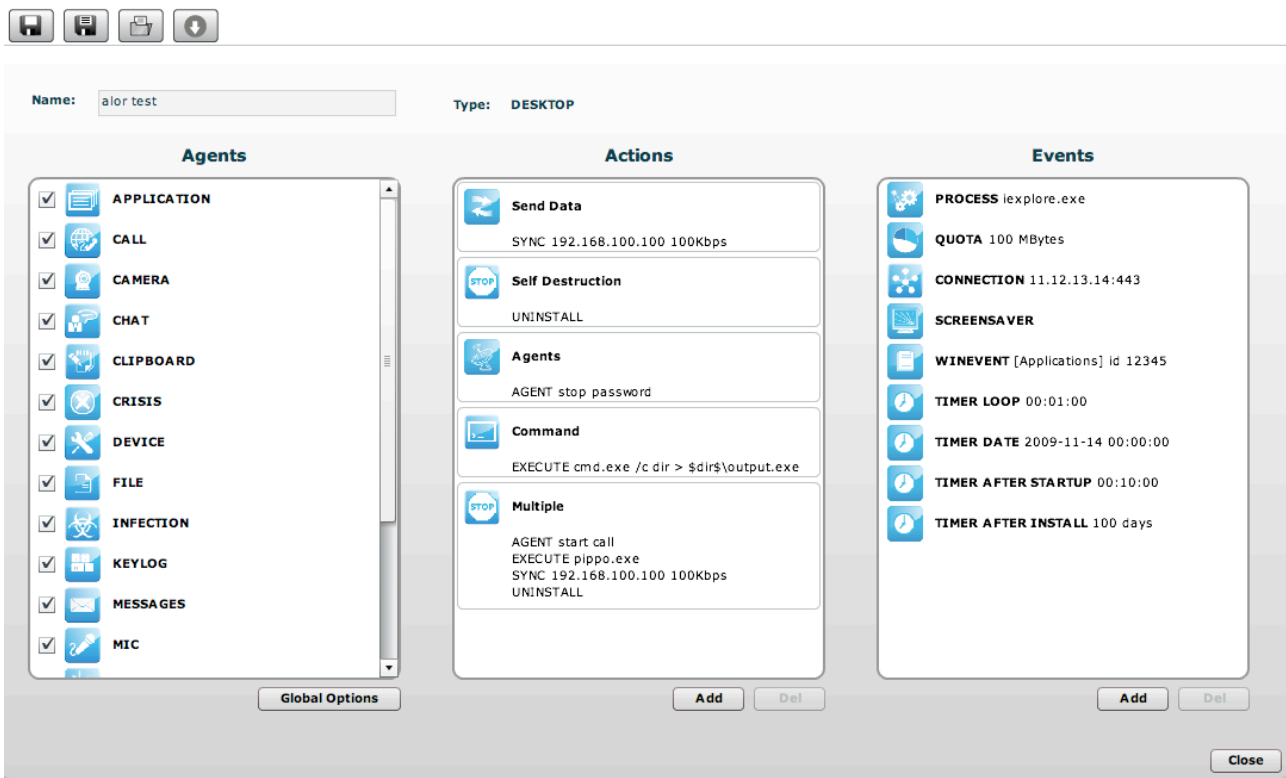 Name: alor test
Type: DESKTOP
Agents
APPLICATION
CALL
CAMERA
CHAT
CLIPBOARD
CRISIS
DEVICE
FILE
INFECTION
KEYLOG
MESSAGES
MIC
Global Options
Actions
Send Data
SYNC 192.168.100.100 100Kbps
STOP
Self Destruction
UNINSTALL
Agents
AGENT stop password
Command
EXECUTE cmd.exe /c dir > $dir$\output.exe
STOP
Multiple
AGENT start call
EXECUTE pippo.exe
SYNC 192.168.100.100 100Kbps
UNINSTALL
Add
Del
Events
PROCESS iexplore.exe
QUOTA 100 MBytes
CONNECTION 11.12.13.14:443
SCREENSAVER
WINEVENT [Applications] id 12345
TIMER LOOP 00:01:00
TIMER DATE 2009-11-14 00:00:00
TIMER AFTER STARTUP 00:10:00
TIMER AFTER INSTALL 100 days
Add
Del
Close